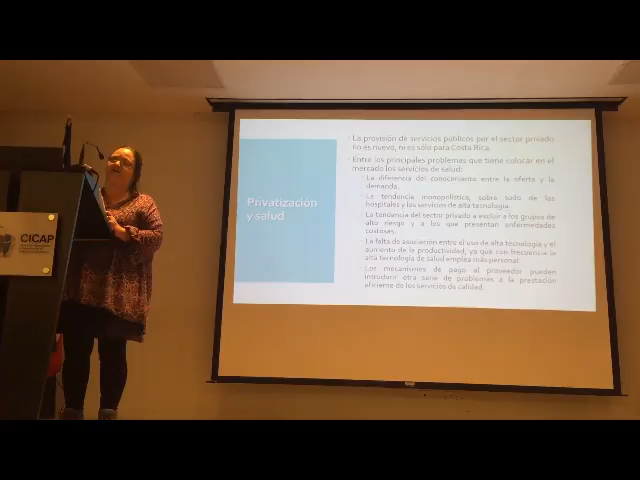 CICAP
Privatización
y salud
La provisión de servicios públicos por el sector privado
no es nuevo, ni es sólo para Costa Rica.
Entre los principales problemas que tiene colocar en el
mercado los servicios de salud:
La diferencia del conocimiento entre la oferta y la
demanda.
La tendencia monopolística, sobre todo de los
hospitales y los servicios de alta tecnología.
La tendencia del sector privado a excluir a los grupos de
alto riesgo y a los que presentan enfermedades
costosas.
La falta de asociación entre el uso de alta tecnología y el
aumento de la productividad, ya que con frecuencia la
alta tecnología de salud emplea más personal.
Los mecanismos de pago al proveedor pueden
introducir otra serie de problemas a la prestación
eficiente de los servicios de calidad.